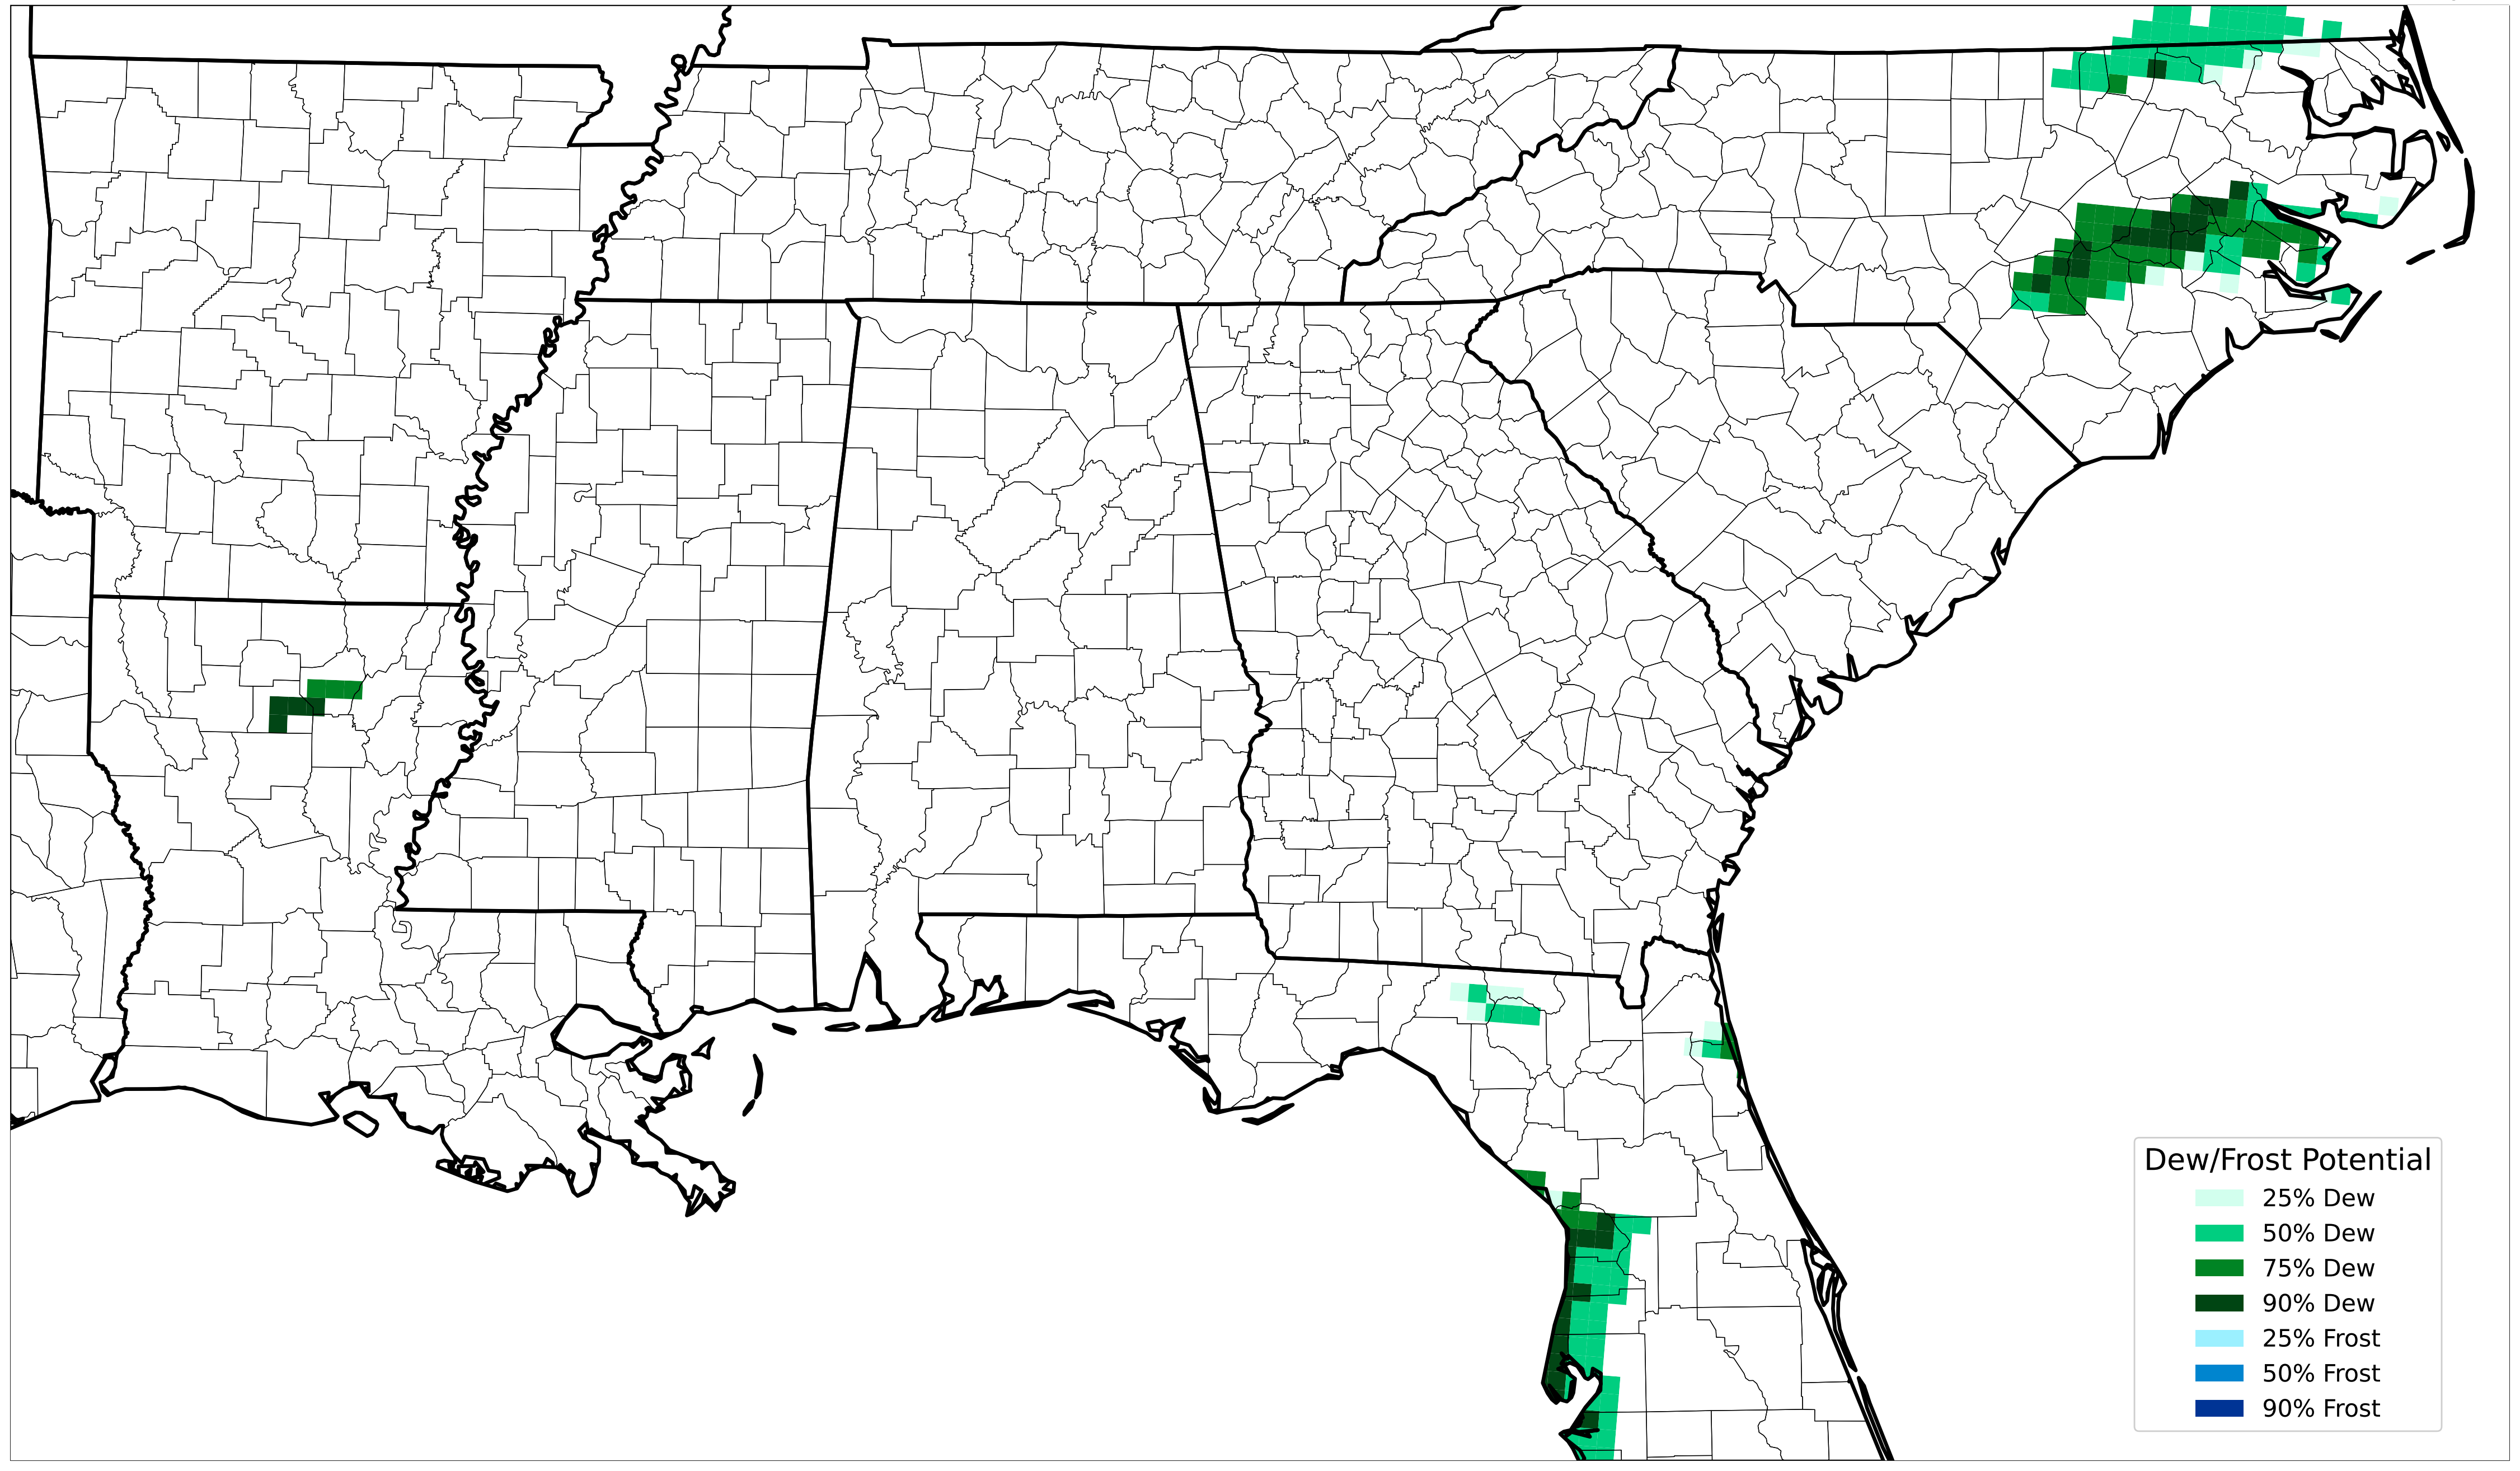 Dew/Frost Potential
25% Dew
50% Dew
75% Dew
90% Dew
25% Frost
50% Frost
90% Frost